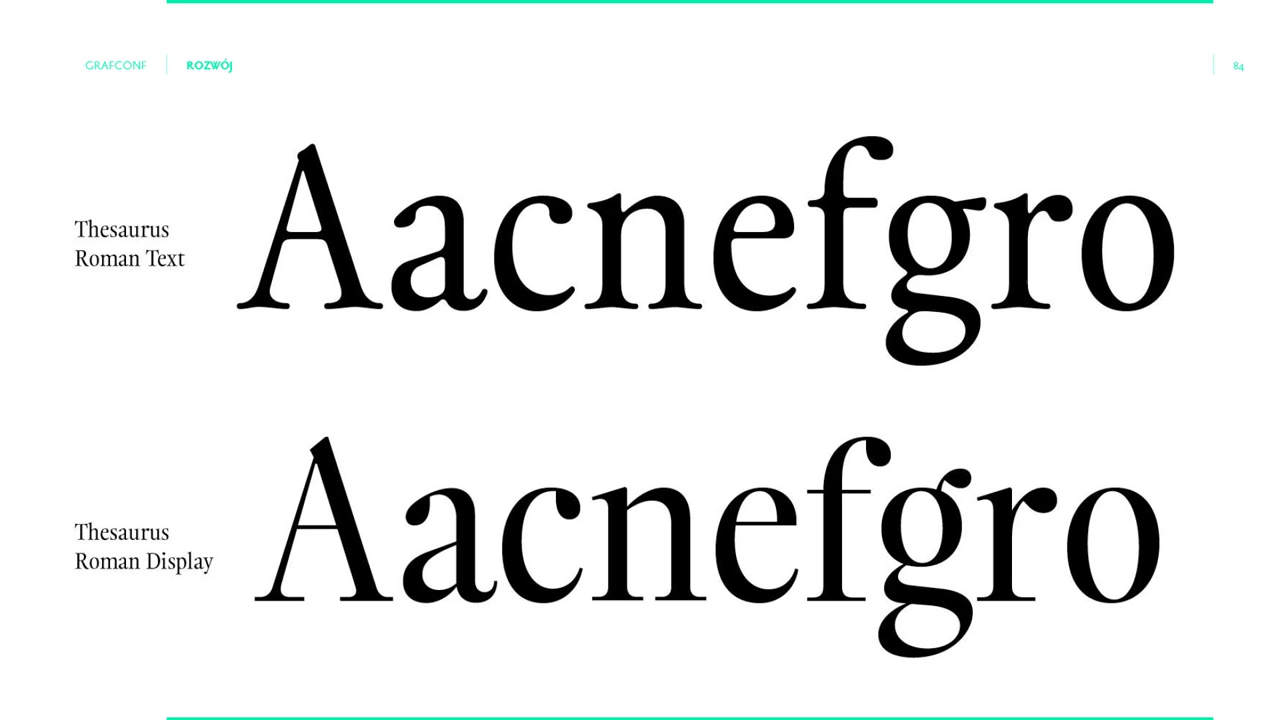 GRAFCONF ROZWÓJ 84
Thesaurus
Roman Text
Aacnefgro
Thesaurus
Roman Display
Aacnefgro